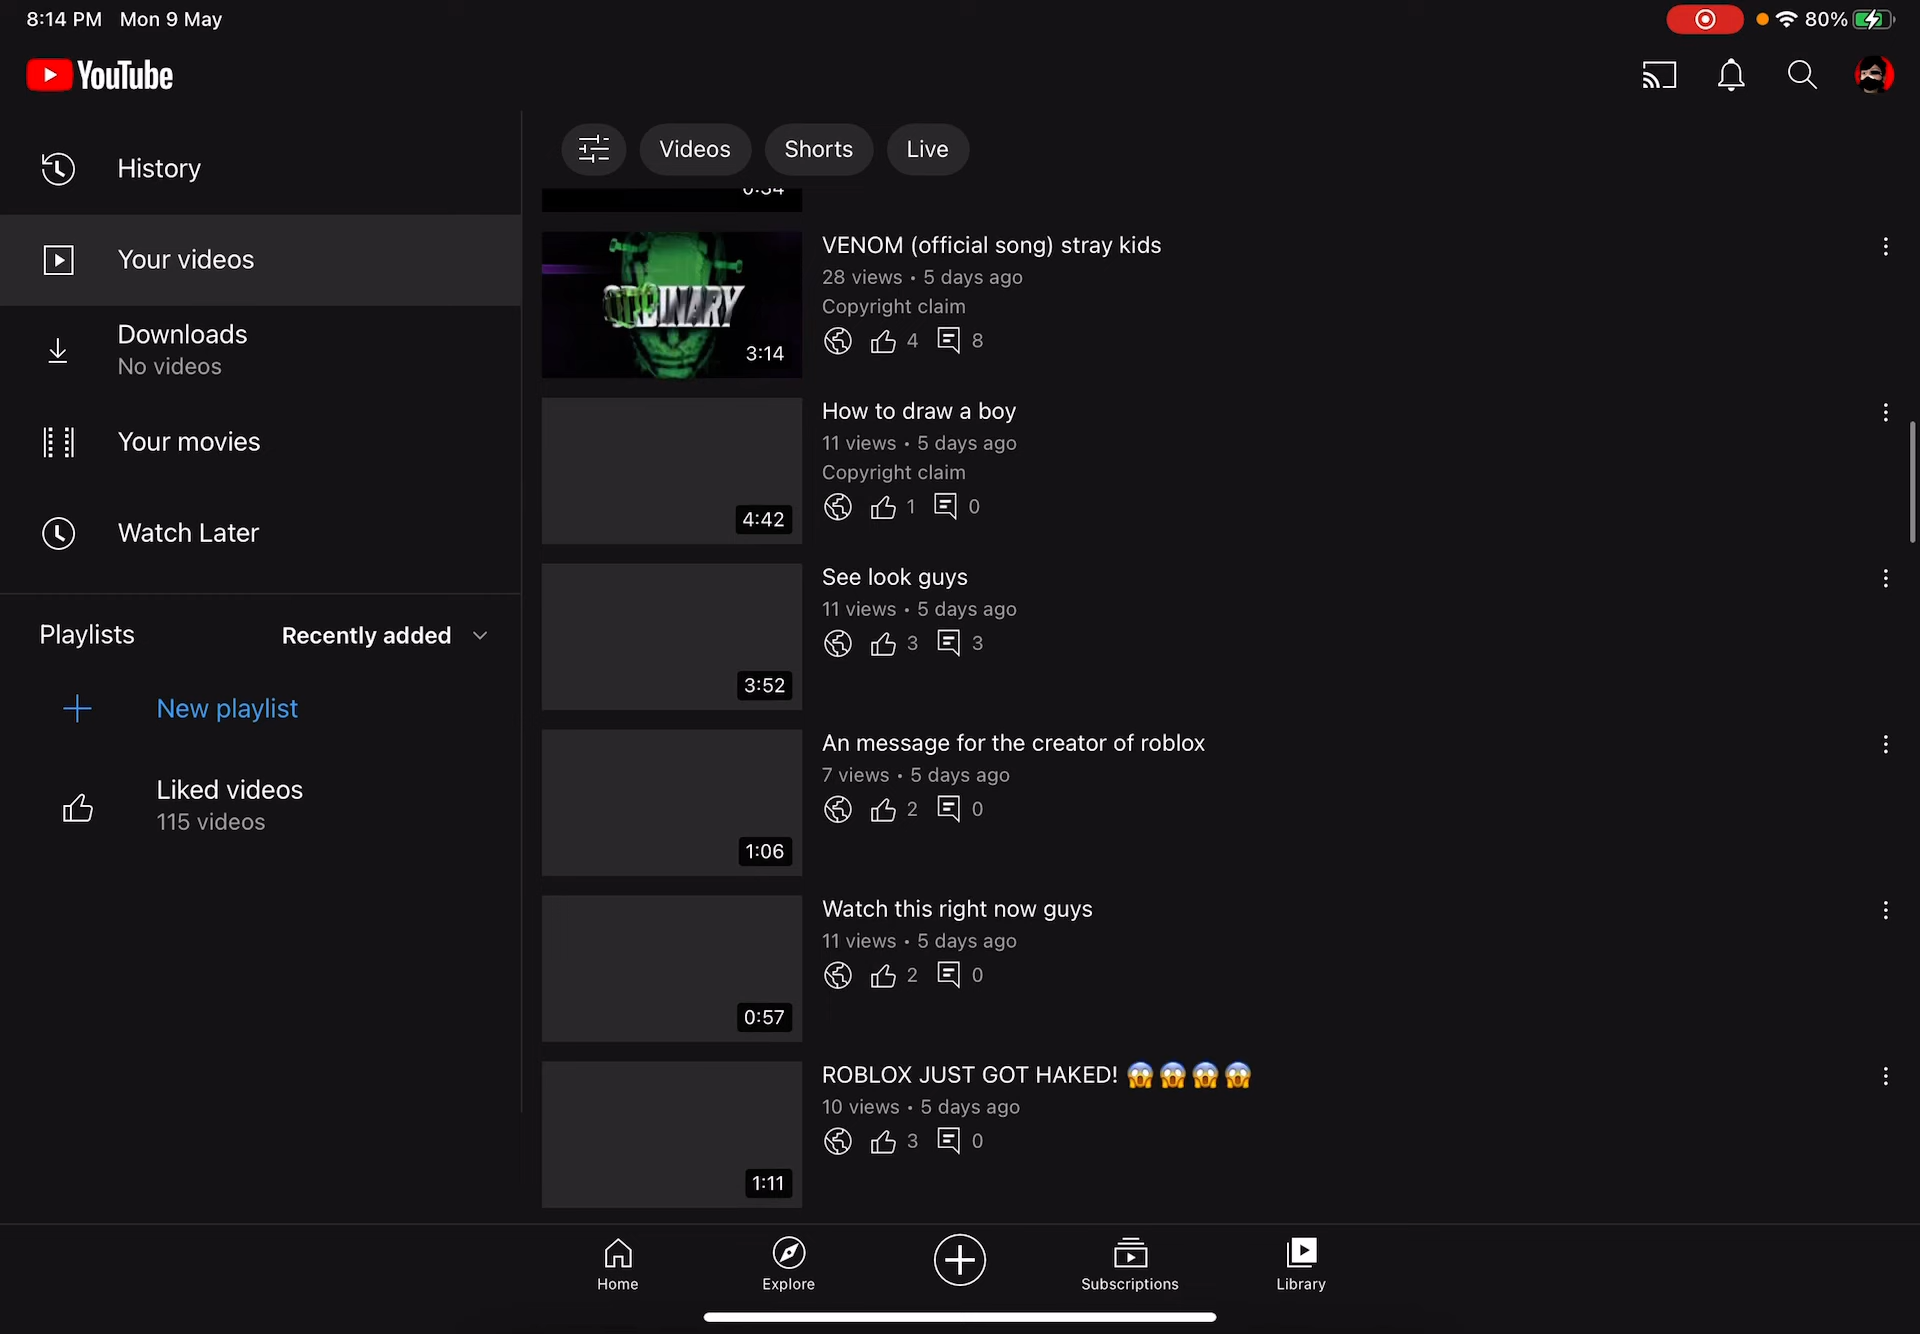 8:14 PM Mon 9 May
80%
YouTube
History
Your videos
Downloads
No videos
Your movies
Watch Later
Playlists Recently added
New playlist
Liked videos
115 videos
Videos Shorts Live
0:34
VENOM (official song) stray kids
28 views • 5 days ago
Copyright claim
4 8
ORDINARY
3:14
How to draw a boy
11 views • 5 days ago
Copyright claim
1 0
4:42
See look guys
11 views • 5 days ago
3 3
3:52
An message for the creator of roblox
7 views • 5 days ago
2 0
1:06
Watch this right now guys
11 views • 5 days ago
2 0
0:57
ROBLOX JUST GOT HAKED! 😱😱😱😱
10 views • 5 days ago
3 0
1:11
Home Explore Subscriptions Library